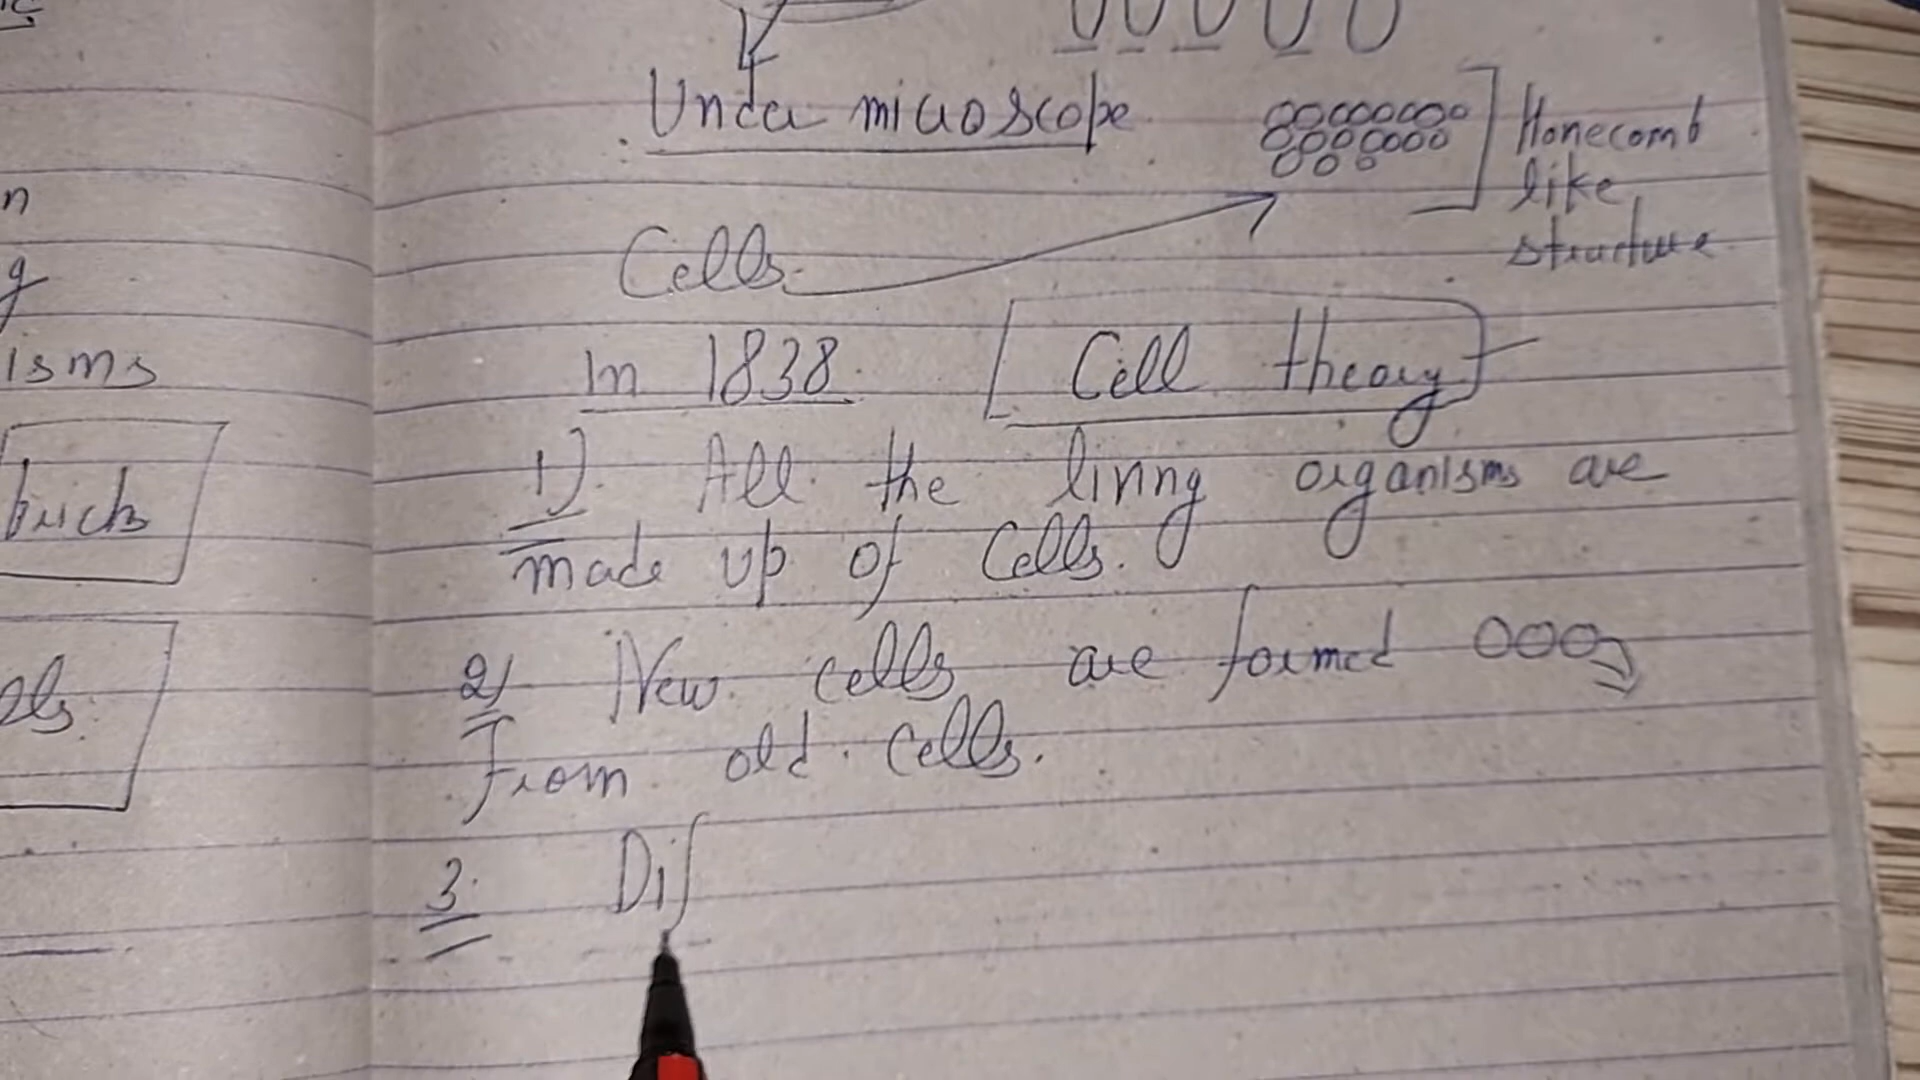 n
g
isms
bricks
Under microscope
Honecomb
like
structure
Cells
In 1838
Cell theory
1) All the living organisms are
made up of Cells.
2) New cells are formed
from old cells.
3. Dif